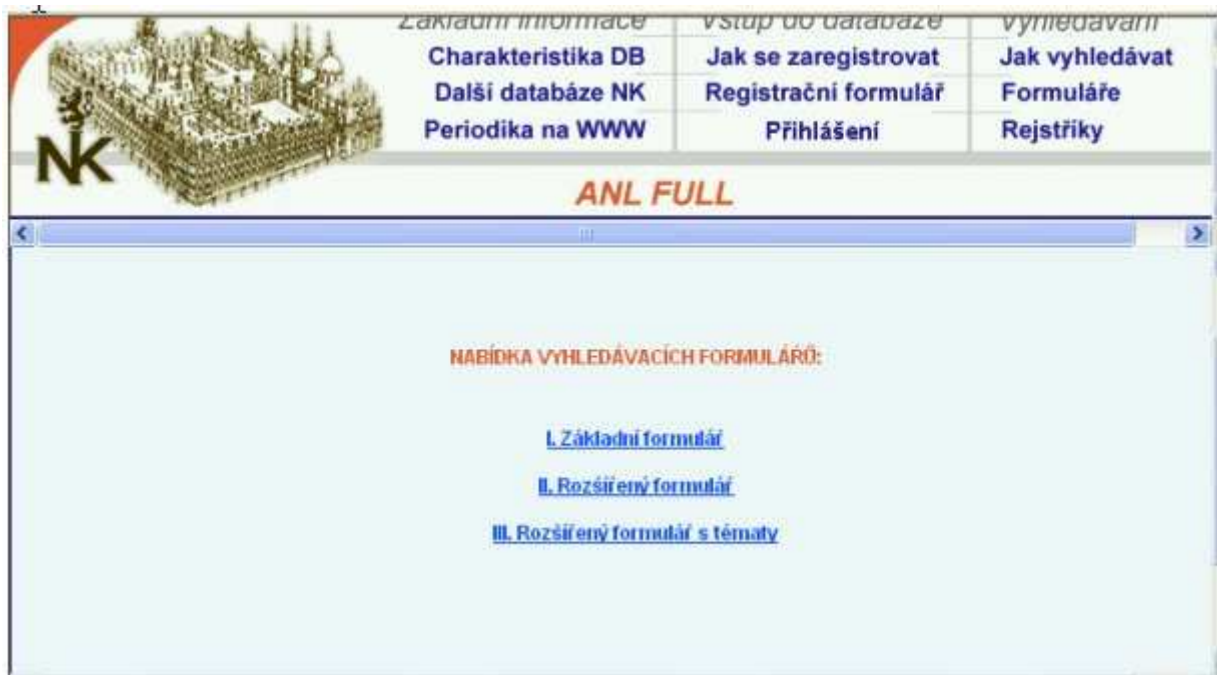 Základní informace Vstup do databáze Vyhledávání
Charakteristika DB Jak se zaregistrovat Jak vyhledávat
Další databáze NK Registrační formulář Formuláře
Periodika na WWW Přihlášení Rejstříky
NK
ANL FULL
NABÍDKA VYHLEDÁVACÍCH FORMULÁŘŮ:
I. Základní formulář
II. Rozšířený formulář
III. Rozšířený formulář s tématy